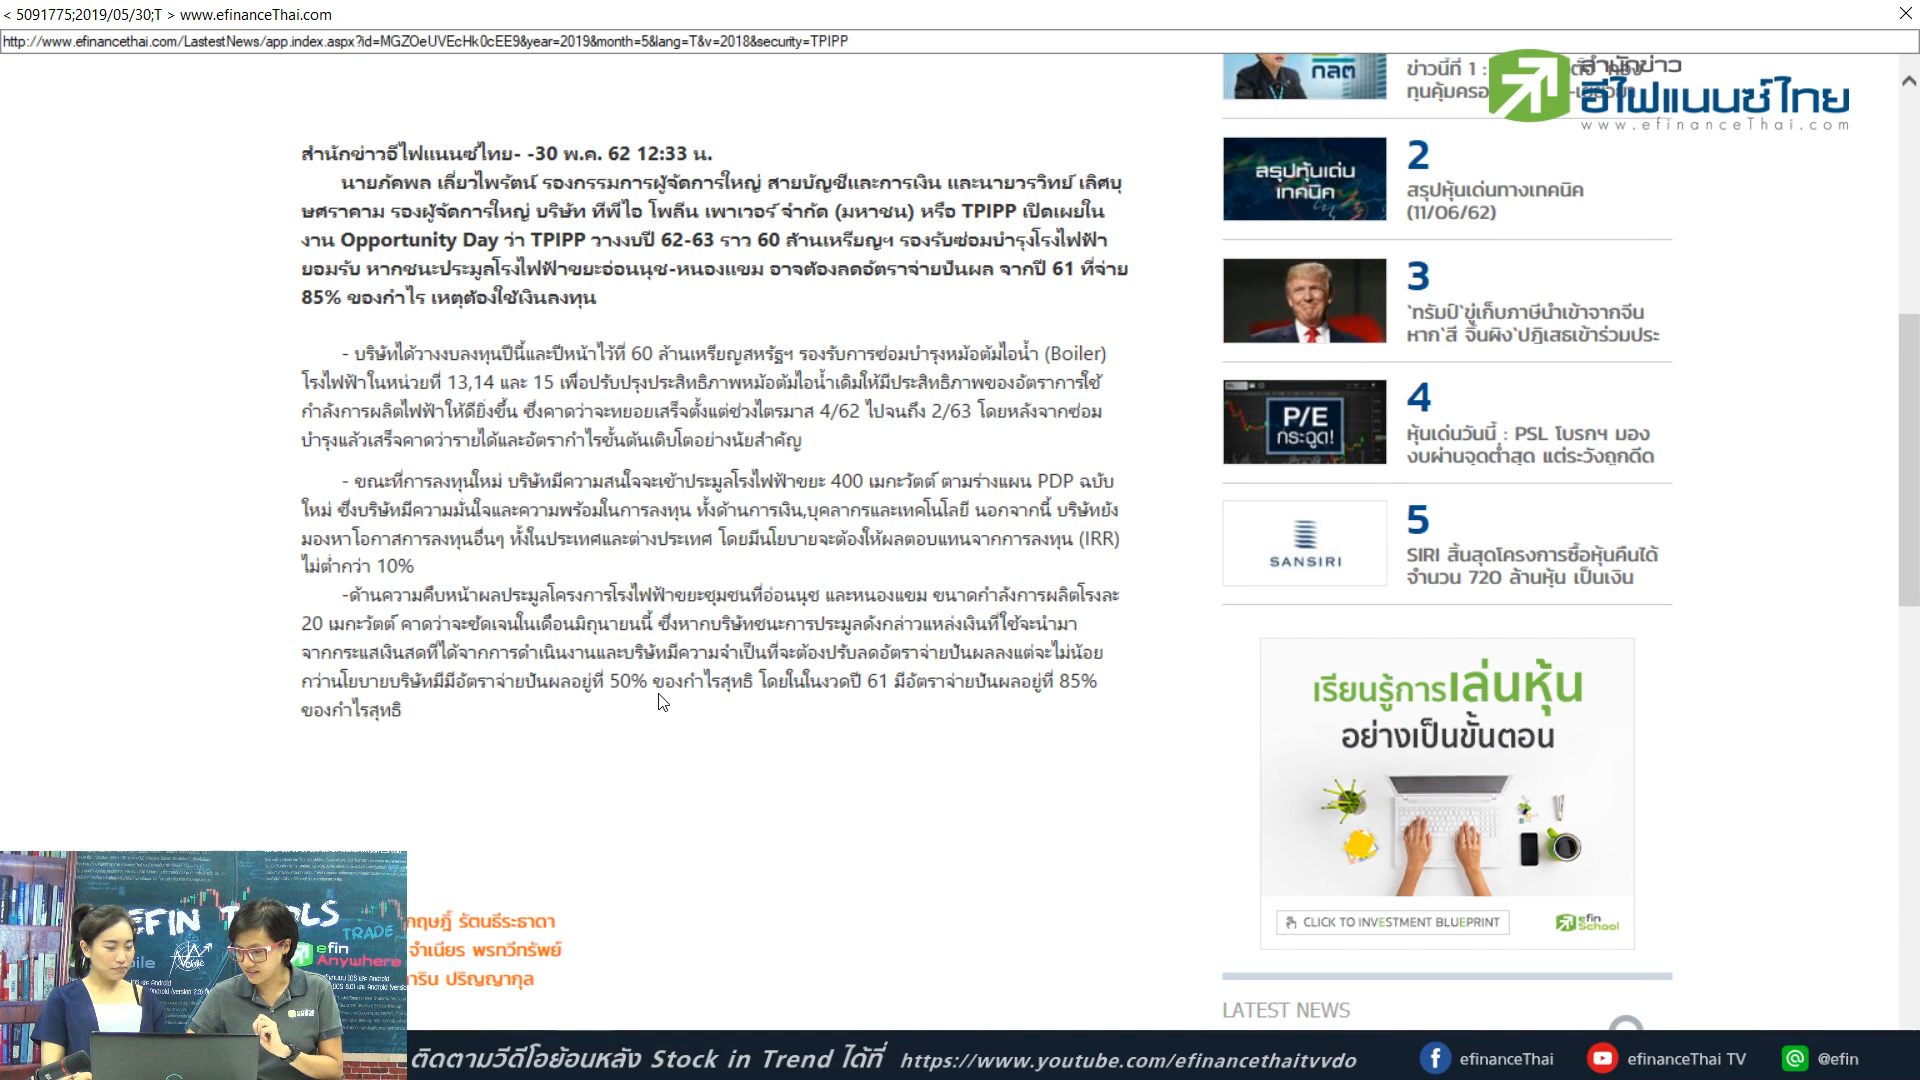 < 5091775;2019/05/30;T > www.efinanceThai.com
http://www.efinancethai.com/LastestNews/app.index.aspx?id=MGZOeUVEcHk0cEE9&year=2019&month=5&lang=T&v=2018&security=TPIPP
สำนักข่าวอีไฟแนนซ์ไทย- -30 พ.ค. 62 12:33 น.
นายภัคพล เลี่ยวไพรัตน์ รองกรรมการผู้จัดการใหญ่ สายบัญชีและการเงิน และนายวรวิทย์ เลิศบุ
ษศราคาม รองผู้จัดการใหญ่ บริษัท ทีพีไอ โพลีน เพาเวอร์ จำกัด (มหาชน) หรือ TPIPP เปิดเผยใน
งาน Opportunity Day ว่า TPIPP วางงบปี 62-63 ราว 60 ล้านเหรียญฯ รองรับซ่อมบำรุงโรงไฟฟ้า
ยอมรับ หากชนะประมูลโรงไฟฟ้าขยะอ่อนนุช-หนองแขม อาจต้องลดอัตราจ่ายปันผล จากปี 61 ที่จ่าย
85% ของกำไร เหตุต้องใช้เงินลงทุน
- บริษัทได้วางงบลงทุนปีนี้และปีหน้าไว้ที่ 60 ล้านเหรียญสหรัฐฯ รองรับการซ่อมบำรุงหม้อต้มไอน้ำ (Boiler)
โรงไฟฟ้าในหน่วยที่ 13,14 และ 15 เพื่อปรับปรุงประสิทธิภาพหม้อต้มไอน้ำเดิมให้มีประสิทธิภาพของอัตราการใช้
กำลังการผลิตไฟฟ้าให้ดียิ่งขึ้น ซึ่งคาดว่าจะทยอยเสร็จตั้งแต่ช่วงไตรมาส 4/62 ไปจนถึง 2/63 โดยหลังจากซ่อม
บำรุงแล้วเสร็จคาดว่ารายได้และอัตรากำไรขั้นต้นเติบโตอย่างนัยสำคัญ
- ขณะที่การลงทุนใหม่ บริษัทมีความสนใจจะเข้าประมูลโรงไฟฟ้าขยะ 400 เมกะวัตต์ ตามร่างแผน PDP ฉบับ
ใหม่ ซึ่งบริษัทมีความมั่นใจและความพร้อมในการลงทุน ทั้งด้านการเงิน,บุคลากรและเทคโนโลยี นอกจากนี้ บริษัทยัง
มองหาโอกาสการลงทุนอื่นๆ ทั้งในประเทศและต่างประเทศ โดยมีนโยบายจะต้องให้ผลตอบแทนจากการลงทุน (IRR)
ไม่ต่ำกว่า 10%
-ด้านความคืบหน้าผลประมูลโครงการโรงไฟฟ้าขยะชุมชนที่อ่อนนุช และหนองแขม ขนาดกำลังการผลิตโรงละ
20 เมกะวัตต์ คาดว่าจะชัดเจนในเดือนมิถุนายนนี้ ซึ่งหากบริษัทชนะการประมูลดังกล่าวแหล่งเงินที่ใช้จะนำมา
จากกระแสเงินสดที่ได้จากการดำเนินงานและบริษัทมีความจำเป็นที่จะต้องปรับลดอัตราจ่ายปันผลลงแต่จะไม่น้อย
กว่านโยบายบริษัทมีมีอัตราจ่ายปันผลอยู่ที่ 50% ของกำไรสุทธิ โดยในในงวดปี 61 มีอัตราจ่ายปันผลอยู่ที่ 85%
ของกำไรสุทธิ
กฤษฎิ์ รัตนธีระธาดา
จำเนียร พรทวีทรัพย์
าริน ปริญญากุล
กลต
ข่าวนี้ที่ 1 :
ทุนคุ้มครอ
สำนักข่าว
อีไฟแนนซ์ไทย
www.efinanceThai.com
สรุปหุ้นเด่น
เทคนิค
2
สรุปหุ้นเด่นทางเทคนิค
(11/06/62)
3
`ทรัมป์`ขู่เก็บภาษีนำเข้าจากจีน
หาก`สี จิ้นผิง`ปฏิเสธเข้าร่วมประ
P/E
กระฉูด!
4
หุ้นเด่นวันนี้ : PSL โบรกฯ มอง
งบผ่านจุดต่ำสุด แต่ระวังถูกดีด
SANSIRI
5
SIRI สิ้นสุดโครงการซื้อหุ้นคืนได้
จำนวน 720 ล้านหุ้น เป็นเงิน
เรียนรู้การเล่นหุ้น
อย่างเป็นขั้นตอน
CLICK TO INVESTMENT BLUEPRINT
efin School
LATEST NEWS
EFIN T LS
TRADE
efin
Anywhere
ติดตามวีดีโอย้อนหลัง Stock in Trend ได้ที่ https://www.youtube.com/efinancethaitvvdo
efinanceThai
efinanceThai TV
@efin